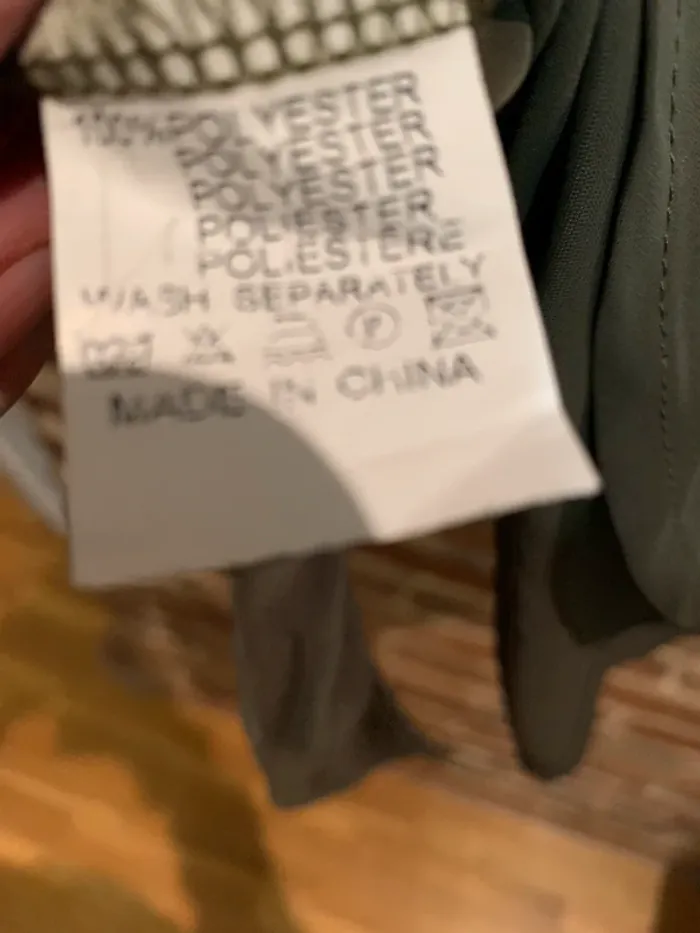 100% POLYESTER
POLYESTER
POLYESTER
POLIESTER
POLIESTERE
WASH SEPARATELY
P
MADE IN CHINA